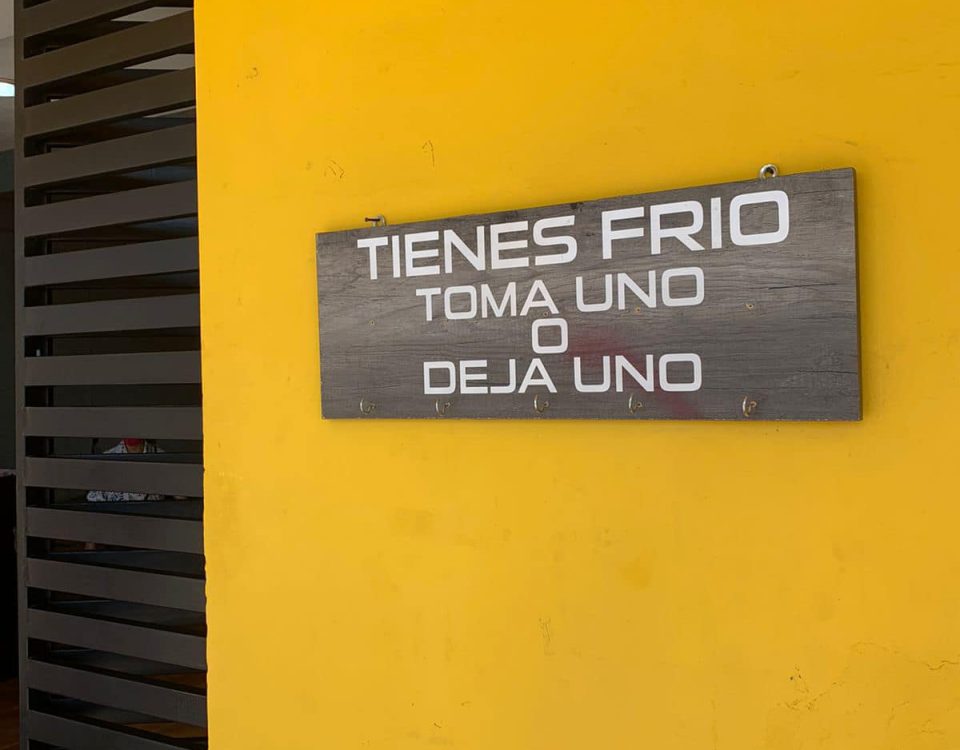 TIENES FRIO
TOMA UNO
O
DEJA UNO